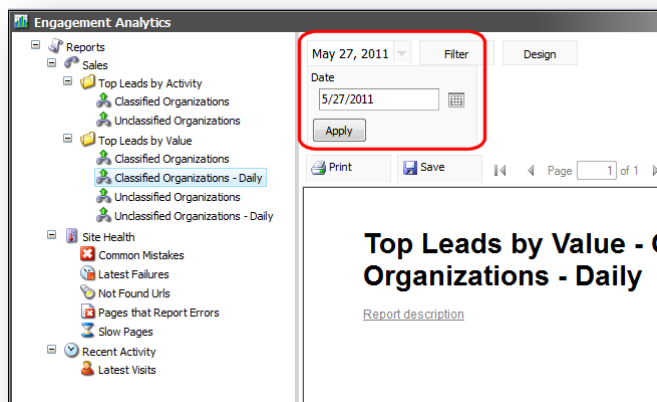 Engagement Analytics
Reports
Sales
Top Leads by Activity
Classified Organizations
Unclassified Organizations
Top Leads by Value
Classified Organizations
Classified Organizations - Daily
Unclassified Organizations
Unclassified Organizations - Daily
Site Health
Common Mistakes
Latest Failures
Not Found Urls
Pages that Report Errors
Slow Pages
Recent Activity
Latest Visits
May 27, 2011 Filter Design
Date
5/27/2011
Apply
Print Save Page 1 of 1
Top Leads by Value -
Organizations - Daily
Report description